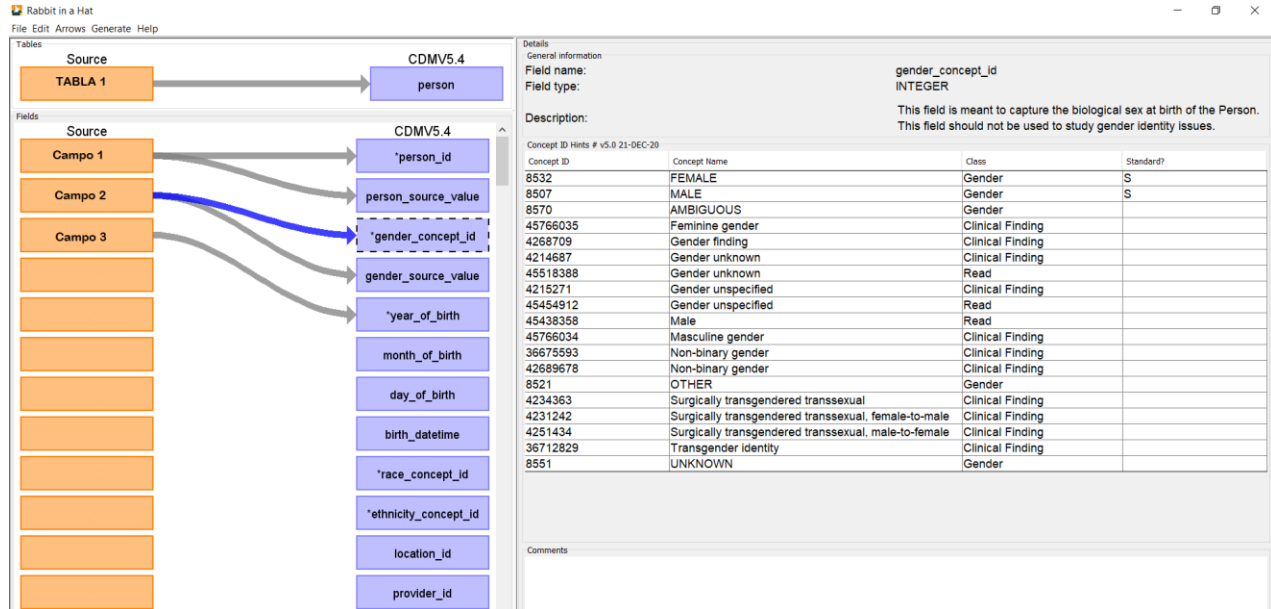 Rabbit in a Hat
File Edit Arrows Generate Help
Tables
Source CDMV5.4
TABLA 1 person
Fields
Source CDMV5.4
Campo 1 *person_id
Campo 2 person_source_value
Campo 3 *gender_concept_id
gender_source_value
*year_of_birth
month_of_birth
day_of_birth
birth_datetime
*race_concept_id
*ethnicity_concept_id
location_id
provider_id
Details
General information
Field name: gender_concept_id
Field type: INTEGER
Description: This field is meant to capture the biological sex at birth of the Person.
This field should not be used to study gender identity issues.
Concept ID Hints # v5.0 21-DEC-20
Concept ID Concept Name Class Standard?
8532 FEMALE Gender S
8507 MALE Gender S
8570 AMBIGUOUS Gender
45766035 Feminine gender Clinical Finding
4268709 Gender finding Clinical Finding
4214687 Gender unknown Clinical Finding
45518388 Gender unknown Read
4215271 Gender unspecified Clinical Finding
45454912 Gender unspecified Read
45438358 Male Read
45766034 Masculine gender Clinical Finding
36675593 Non-binary gender Clinical Finding
42689678 Non-binary gender Clinical Finding
8521 OTHER Gender
4234363 Surgically transgendered transsexual Clinical Finding
4231242 Surgically transgendered transsexual, female-to-male Clinical Finding
4251434 Surgically transgendered transsexual, male-to-female Clinical Finding
36712829 Transgender identity Clinical Finding
8551 UNKNOWN Gender
Comments